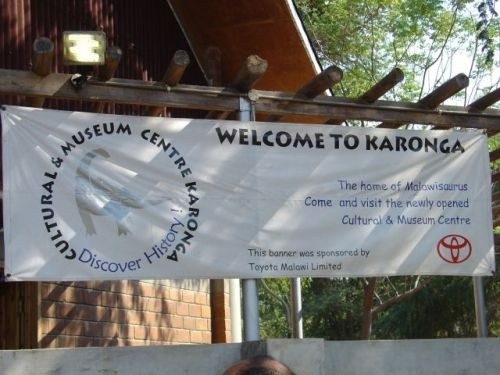 CULTURAL & MUSEUM CENTRE KARONGA
Discover History!
WELCOME TO KARONGA
The home of Malawisaurus
Come and visit the newly opened
Cultural & Museum Centre
This banner was sponsored by
Toyota Malawi Limited